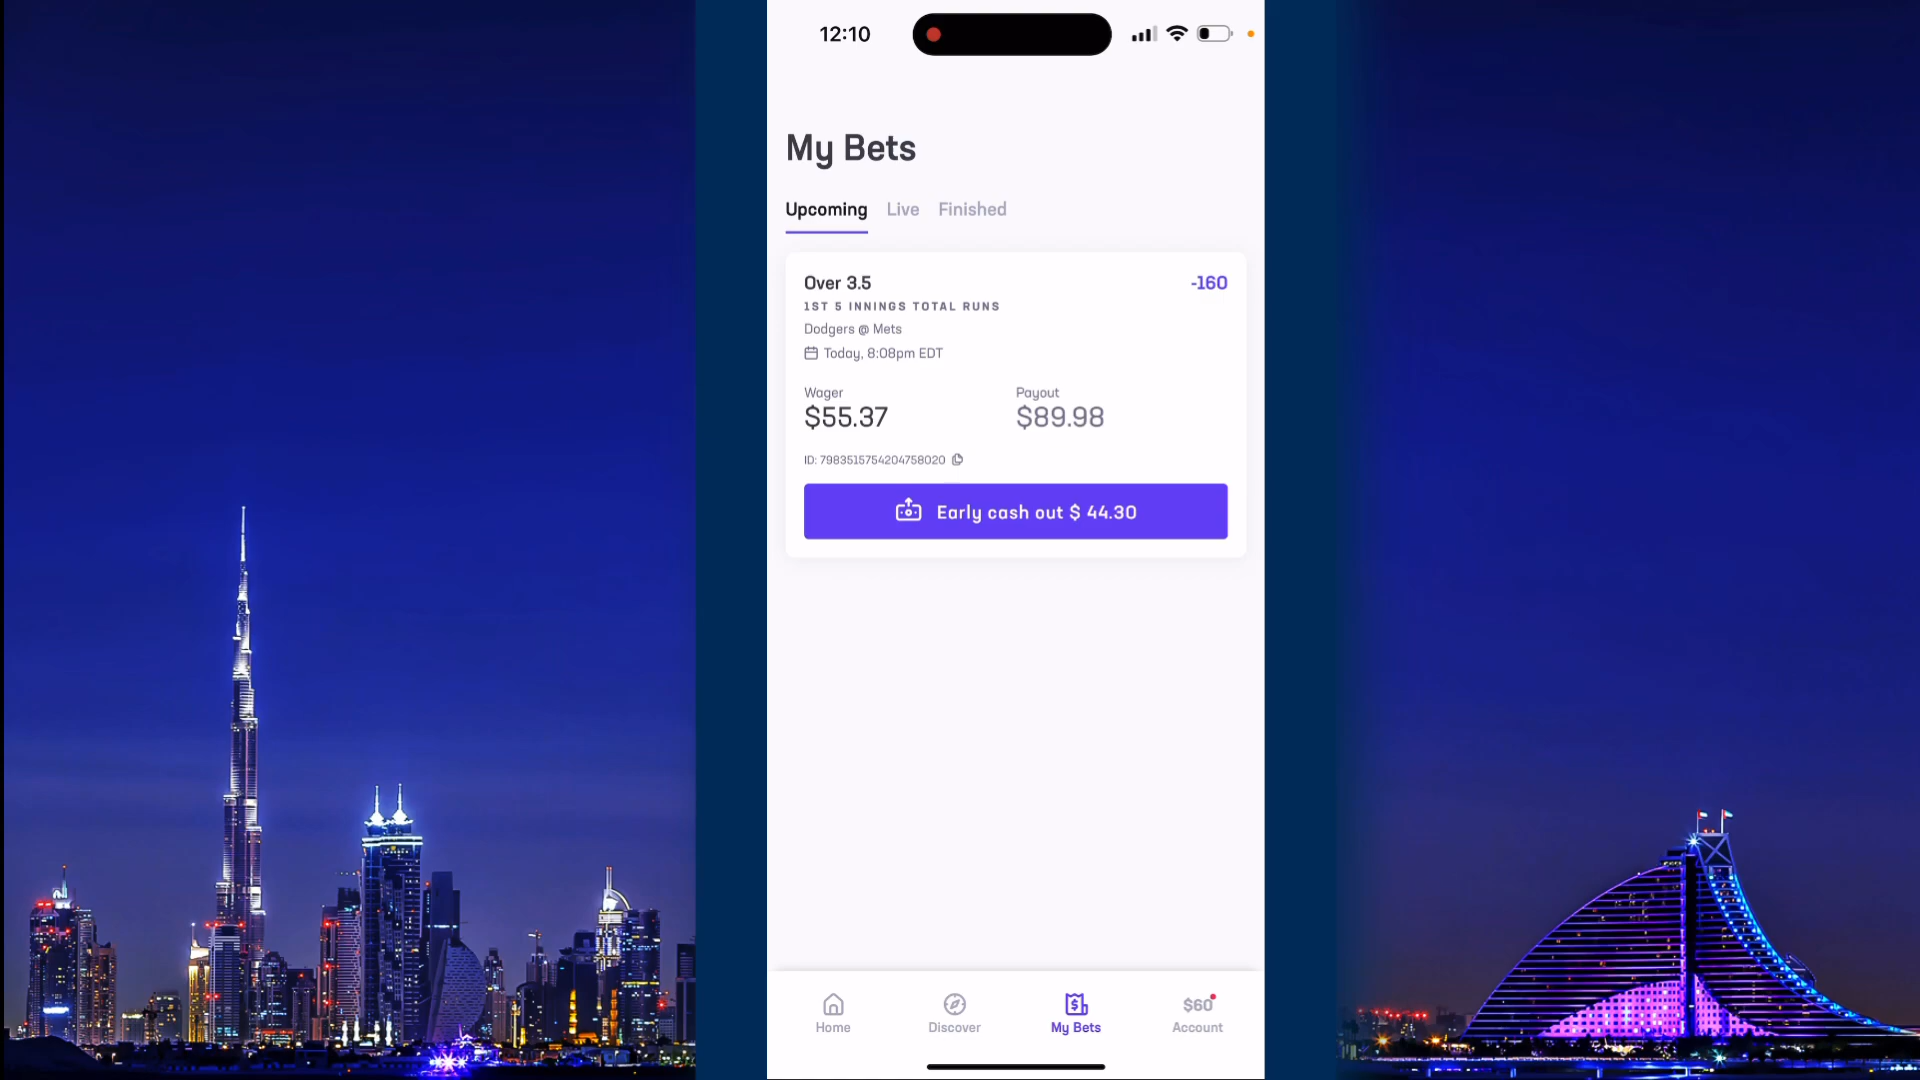 12:10
My Bets
Upcoming Live Finished
Over 3.5 -160
1ST 5 INNINGS TOTAL RUNS
Dodgers @ Mets
Today, 8:08pm EDT
Wager Payout
$55.37 $89.98
ID: 7983515754204758020
Early cash out $ 44.30
$60
Home Discover My Bets Account